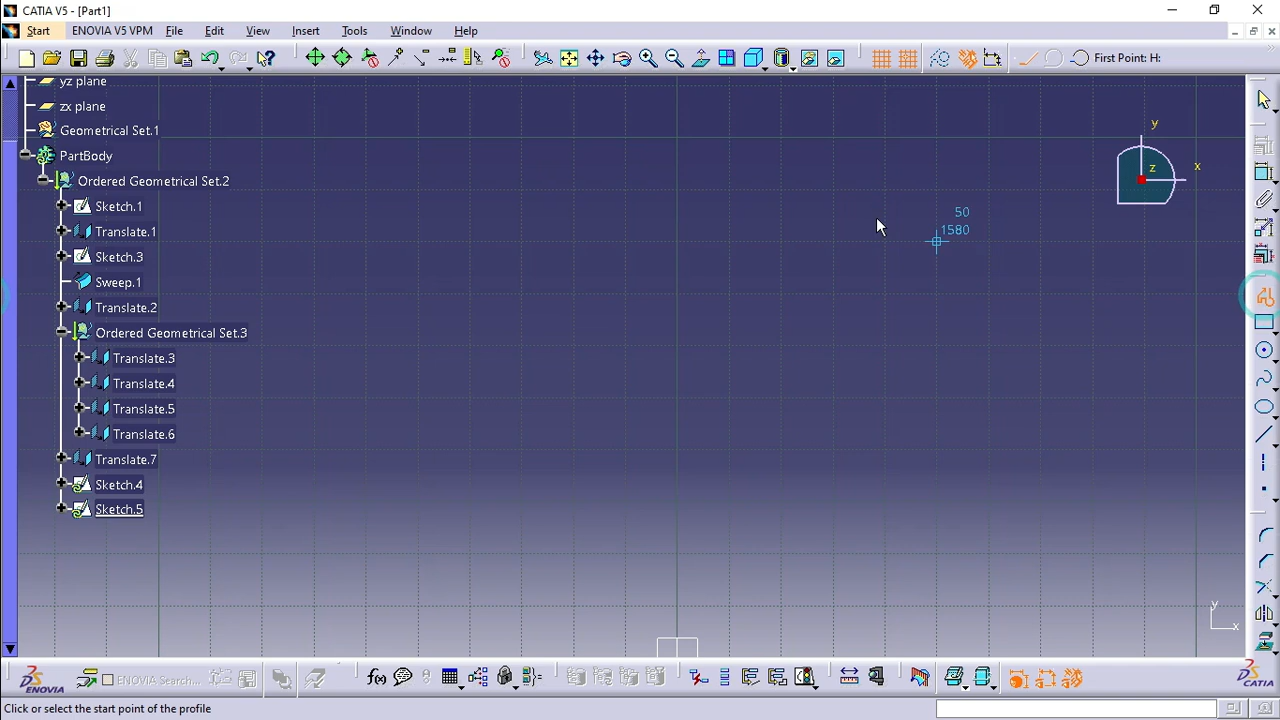 CATIA V5 - [Part1]
Start ENOVIA V5 VPM File Edit View Insert Tools Window Help
First Point: H:
yz plane
zx plane
Geometrical Set.1
PartBody
Ordered Geometrical Set.2
Sketch.1
Translate.1
Sketch.3
Sweep.1
Translate.2
Ordered Geometrical Set.3
Translate.3
Translate.4
Translate.5
Translate.6
Translate.7
Sketch.4
Sketch.5
50
1580
y
z
x
y
x
f(x)
ENOVIA
ENOVIA Search...
CATIA
Click or select the start point of the profile